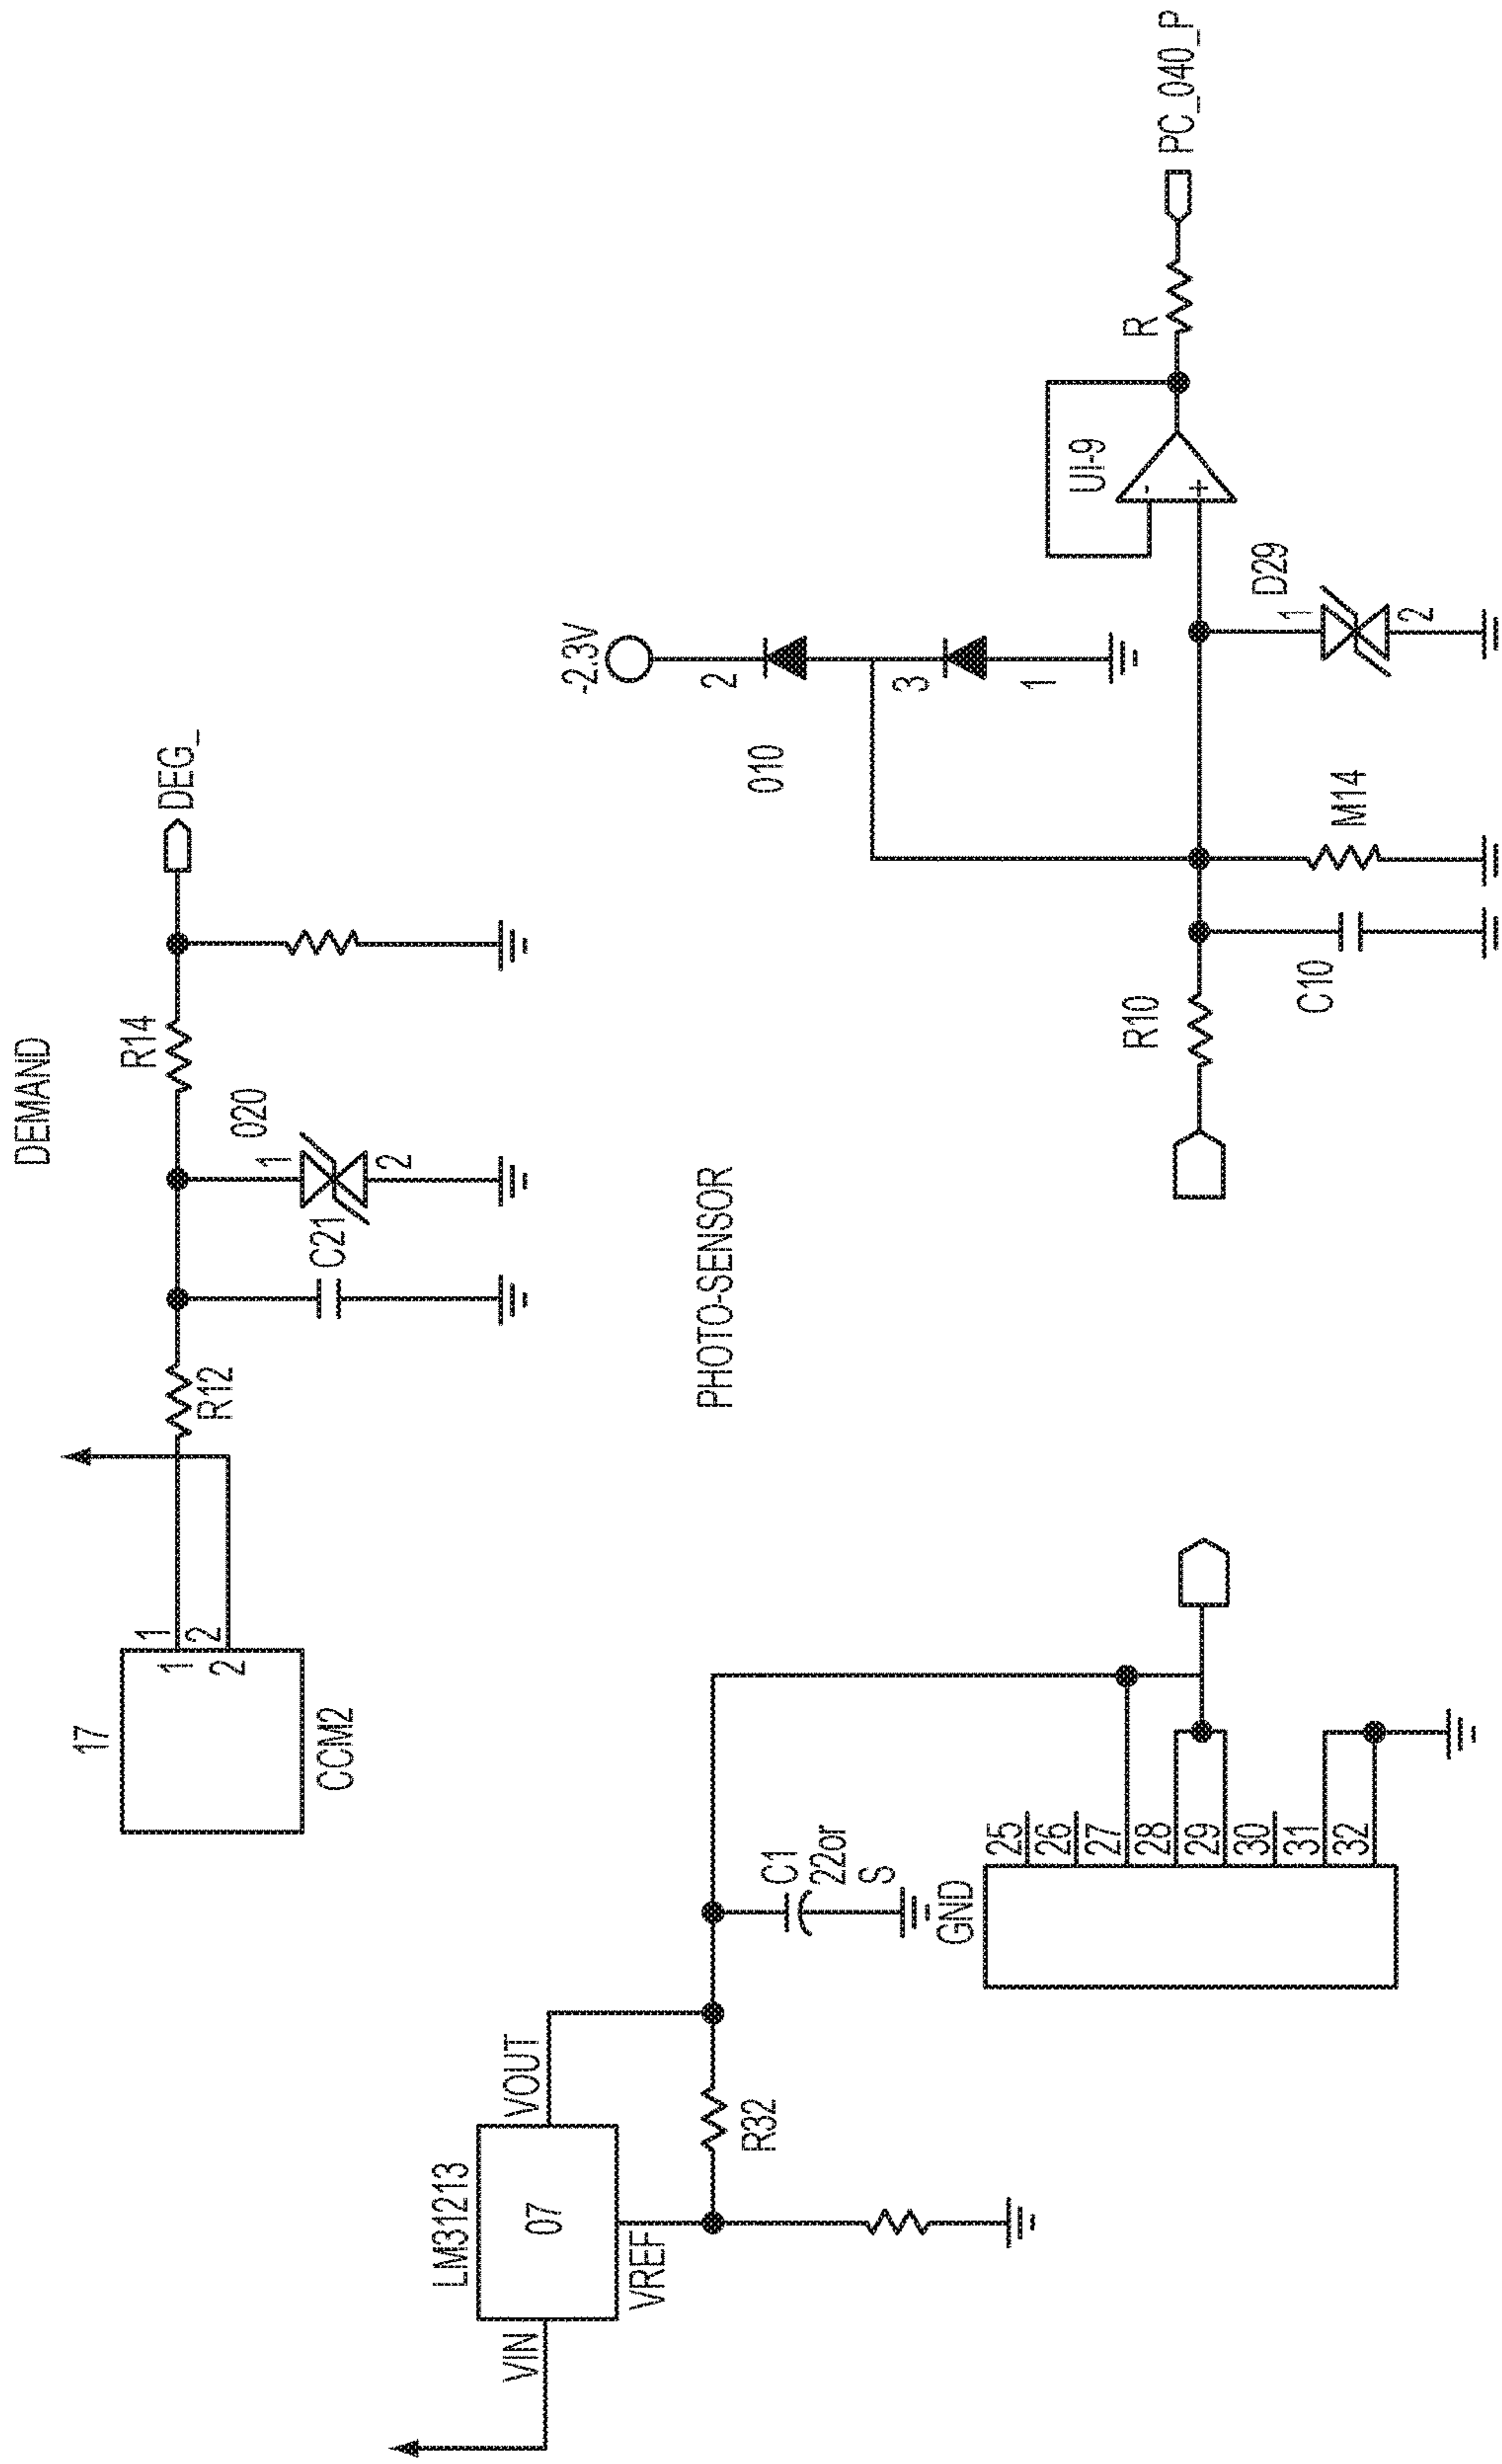 DEMAND
17
1
1
2
2
CCM2
R12
C21
1
020
2
R14
DEG_
PHOTO-SENSOR
LM31213
07
VIN
VOUT
VREF
R32
C1
22or
S
GND
25
26
27
28
29
30
31
32
R10
C10
M14
010
-2.3V
2
3
1
D29
1
2
UI-9
-
+
R
PC_040_P